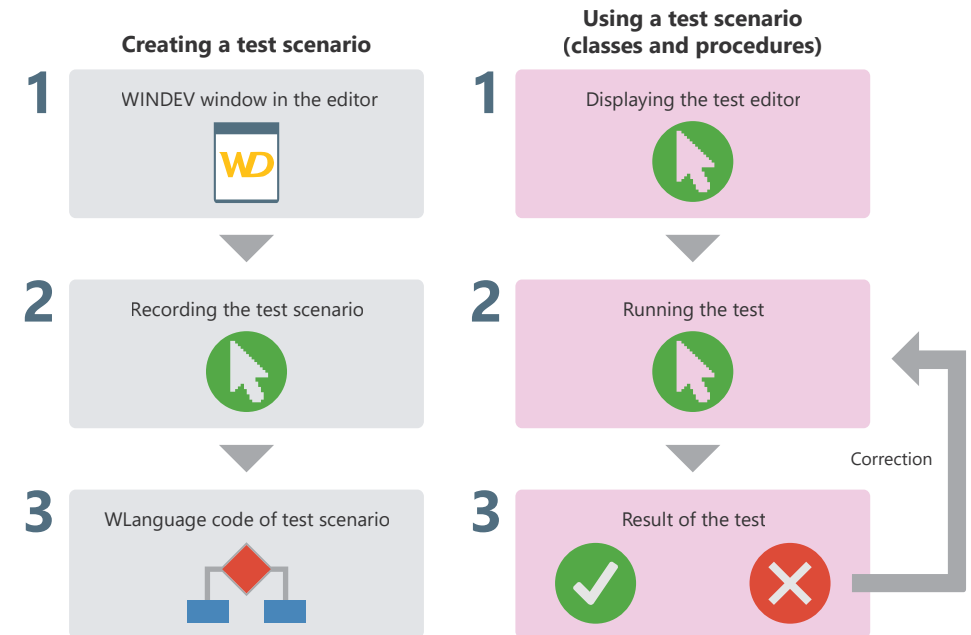 Creating a test scenario
1
WINDEV window in the editor
WD
2
Recording the test scenario
3
WLanguage code of test scenario
Using a test scenario
(classes and procedures)
1
Displaying the test editor
2
Running the test
Correction
3
Result of the test